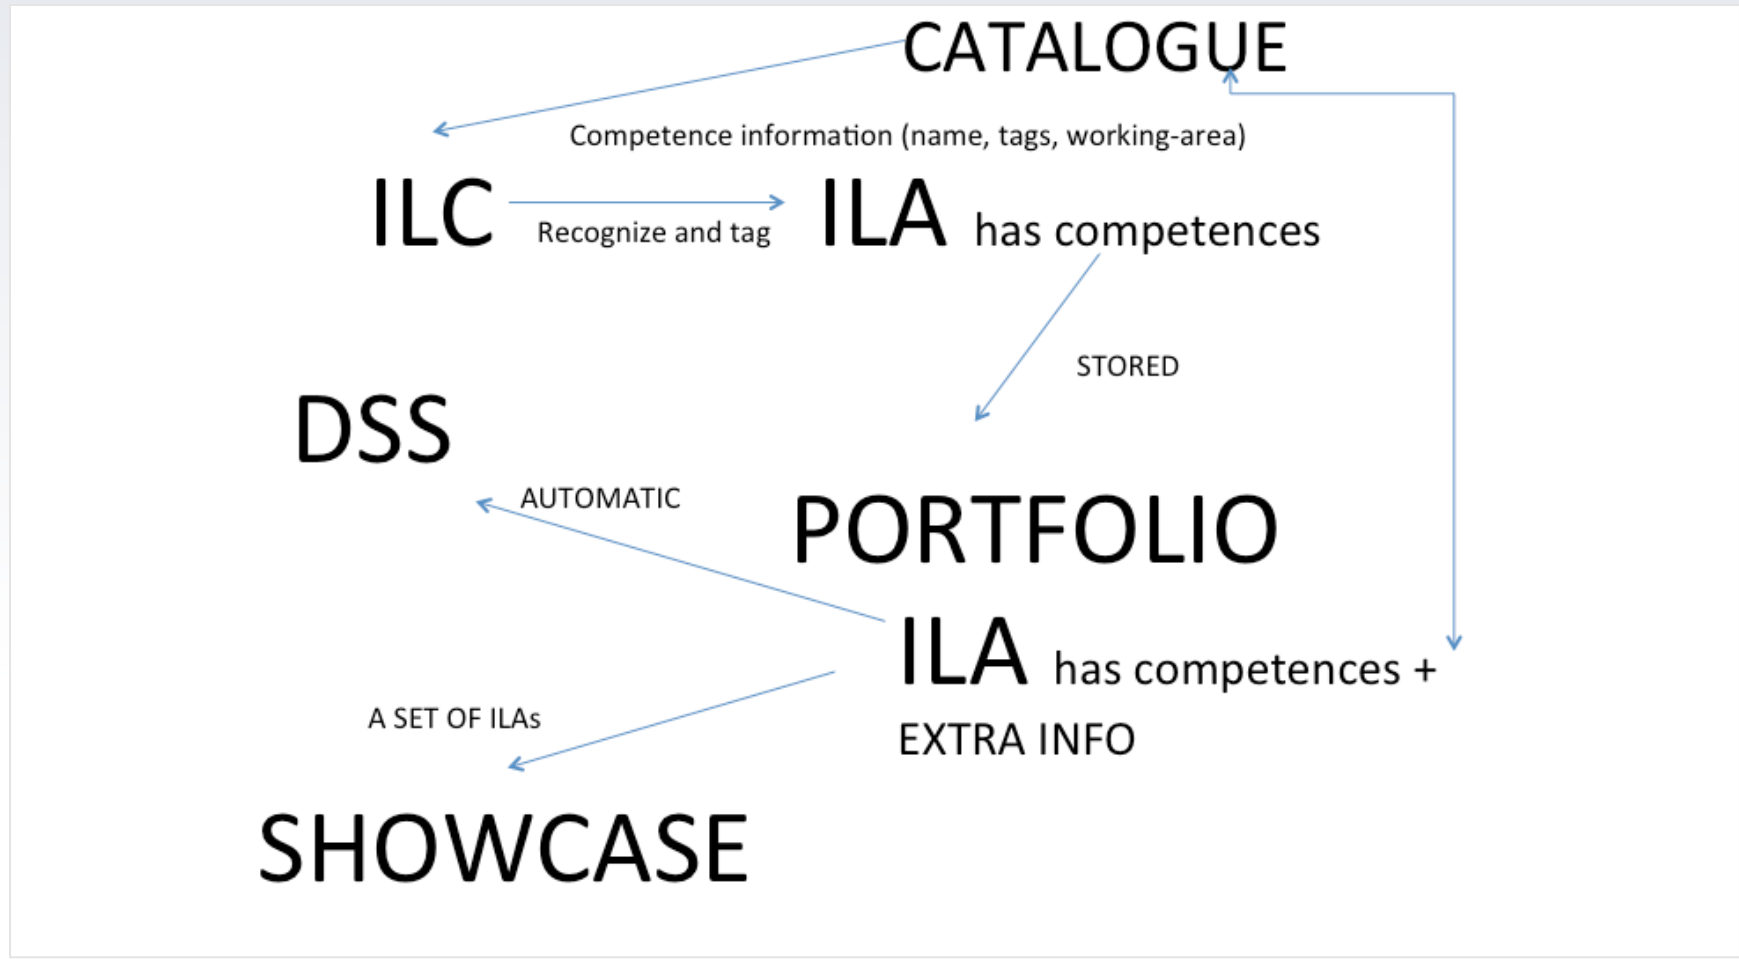 CATALOGUE
Competence information (name, tags, working-area)
ILC
Recognize and tag
ILA has competences
STORED
DSS
AUTOMATIC
PORTFOLIO
ILA has competences +
EXTRA INFO
A SET OF ILAs
SHOWCASE